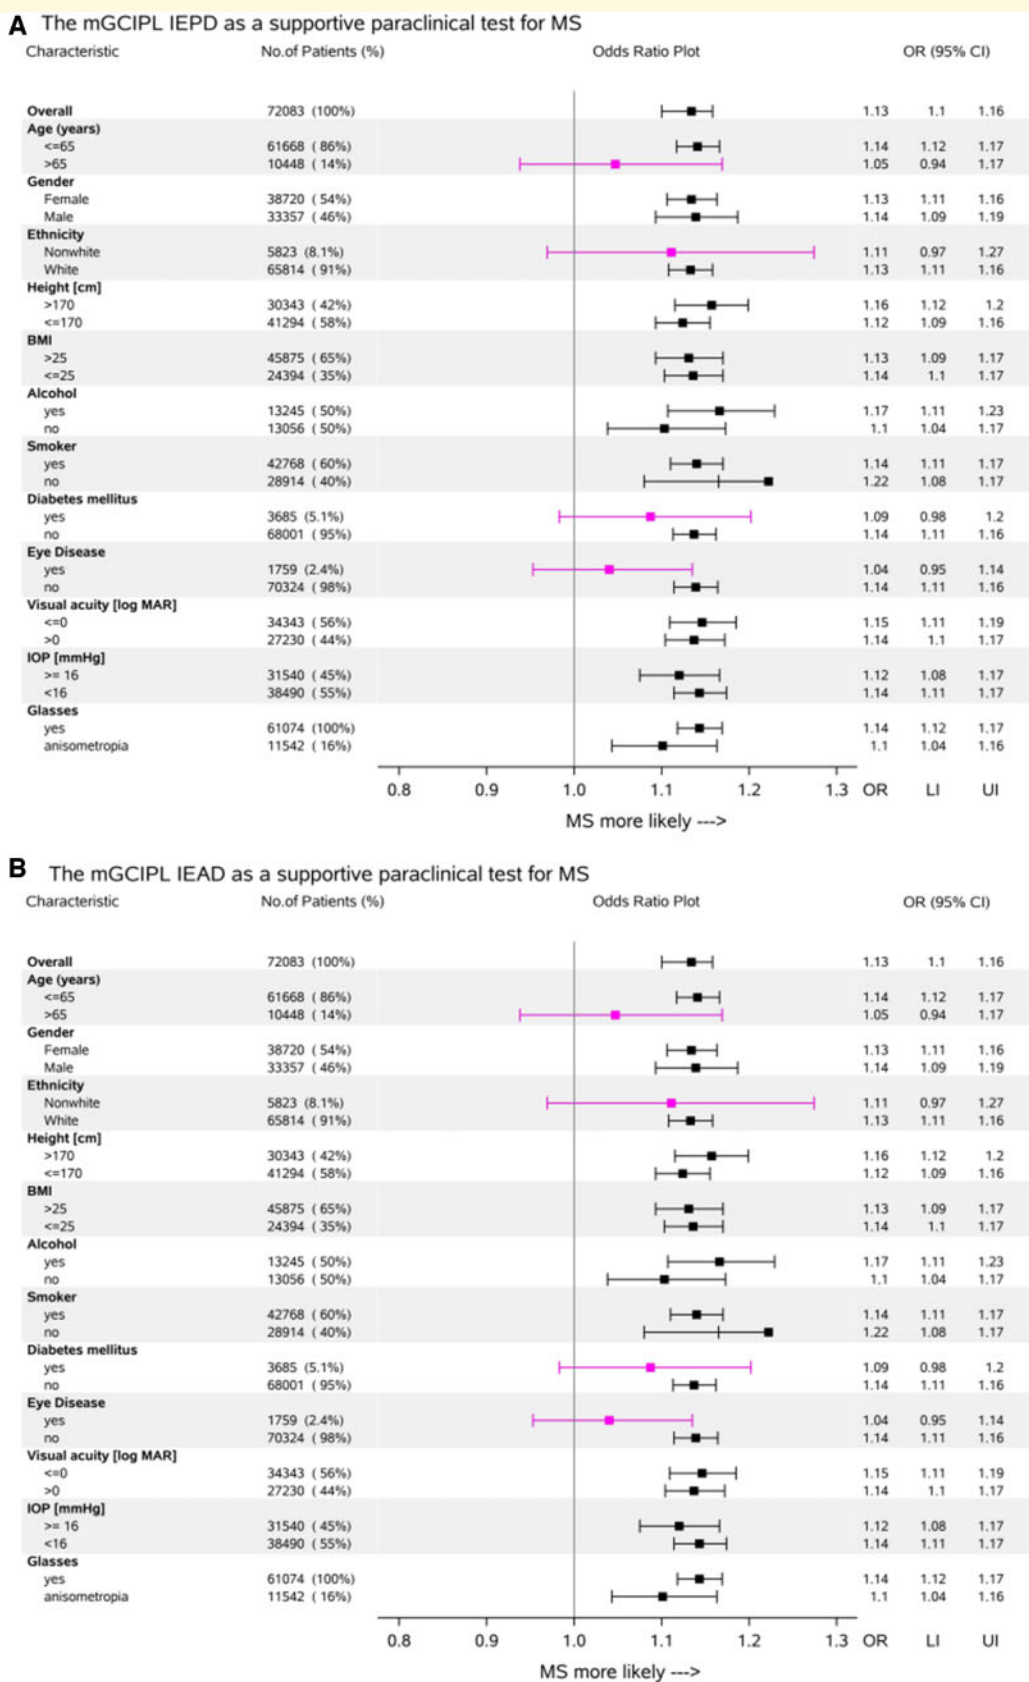 A The mGCIPL IEPD as a supportive paraclinical test for MS
Characteristic No.of Patients (%) Odds Ratio Plot OR (95% CI)
Overall 72083 (100%) 1.13 1.1 1.16
Age (years)
<=65 61668 ( 86%) 1.14 1.12 1.17
>65 10448 ( 14%) 1.05 0.94 1.17
Gender
Female 38720 ( 54%) 1.13 1.11 1.16
Male 33357 ( 46%) 1.14 1.09 1.19
Ethnicity
Nonwhite 5823 (8.1%) 1.11 0.97 1.27
White 65814 ( 91%) 1.13 1.11 1.16
Height [cm]
>170 30343 ( 42%) 1.16 1.12 1.2
<=170 41294 ( 58%) 1.12 1.09 1.16
BMI
>25 45875 ( 65%) 1.13 1.09 1.17
<=25 24394 ( 35%) 1.14 1.1 1.17
Alcohol
yes 13245 ( 50%) 1.17 1.11 1.23
no 13056 ( 50%) 1.1 1.04 1.17
Smoker
yes 42768 ( 60%) 1.14 1.11 1.17
no 28914 ( 40%) 1.22 1.08 1.17
Diabetes mellitus
yes 3685 (5.1%) 1.09 0.98 1.2
no 68001 ( 95%) 1.14 1.11 1.16
Eye Disease
yes 1759 (2.4%) 1.04 0.95 1.14
no 70324 ( 98%) 1.14 1.11 1.16
Visual acuity [log MAR]
<=0 34343 ( 56%) 1.15 1.11 1.19
>0 27230 ( 44%) 1.14 1.1 1.17
IOP [mmHg]
>= 16 31540 ( 45%) 1.12 1.08 1.17
<16 38490 ( 55%) 1.14 1.11 1.17
Glasses
yes 61074 (100%) 1.14 1.12 1.17
anisometropia 11542 ( 16%) 1.1 1.04 1.16
0.8 0.9 1.0 1.1 1.2 1.3 OR LI UI
MS more likely --->
B The mGCIPL IEAD as a supportive paraclinical test for MS
Characteristic No.of Patients (%) Odds Ratio Plot OR (95% CI)
Overall 72083 (100%) 1.13 1.1 1.16
Age (years)
<=65 61668 ( 86%) 1.14 1.12 1.17
>65 10448 ( 14%) 1.05 0.94 1.17
Gender
Female 38720 ( 54%) 1.13 1.11 1.16
Male 33357 ( 46%) 1.14 1.09 1.19
Ethnicity
Nonwhite 5823 (8.1%) 1.11 0.97 1.27
White 65814 ( 91%) 1.13 1.11 1.16
Height [cm]
>170 30343 ( 42%) 1.16 1.12 1.2
<=170 41294 ( 58%) 1.12 1.09 1.16
BMI
>25 45875 ( 65%) 1.13 1.09 1.17
<=25 24394 ( 35%) 1.14 1.1 1.17
Alcohol
yes 13245 ( 50%) 1.17 1.11 1.23
no 13056 ( 50%) 1.1 1.04 1.17
Smoker
yes 42768 ( 60%) 1.14 1.11 1.17
no 28914 ( 40%) 1.22 1.08 1.17
Diabetes mellitus
yes 3685 (5.1%) 1.09 0.98 1.2
no 68001 ( 95%) 1.14 1.11 1.16
Eye Disease
yes 1759 (2.4%) 1.04 0.95 1.14
no 70324 ( 98%) 1.14 1.11 1.16
Visual acuity [log MAR]
<=0 34343 ( 56%) 1.15 1.11 1.19
>0 27230 ( 44%) 1.14 1.1 1.17
IOP [mmHg]
>= 16 31540 ( 45%) 1.12 1.08 1.17
<16 38490 ( 55%) 1.14 1.11 1.17
Glasses
yes 61074 (100%) 1.14 1.12 1.17
anisometropia 11542 ( 16%) 1.1 1.04 1.16
0.8 0.9 1.0 1.1 1.2 1.3 OR LI UI
MS more likely --->